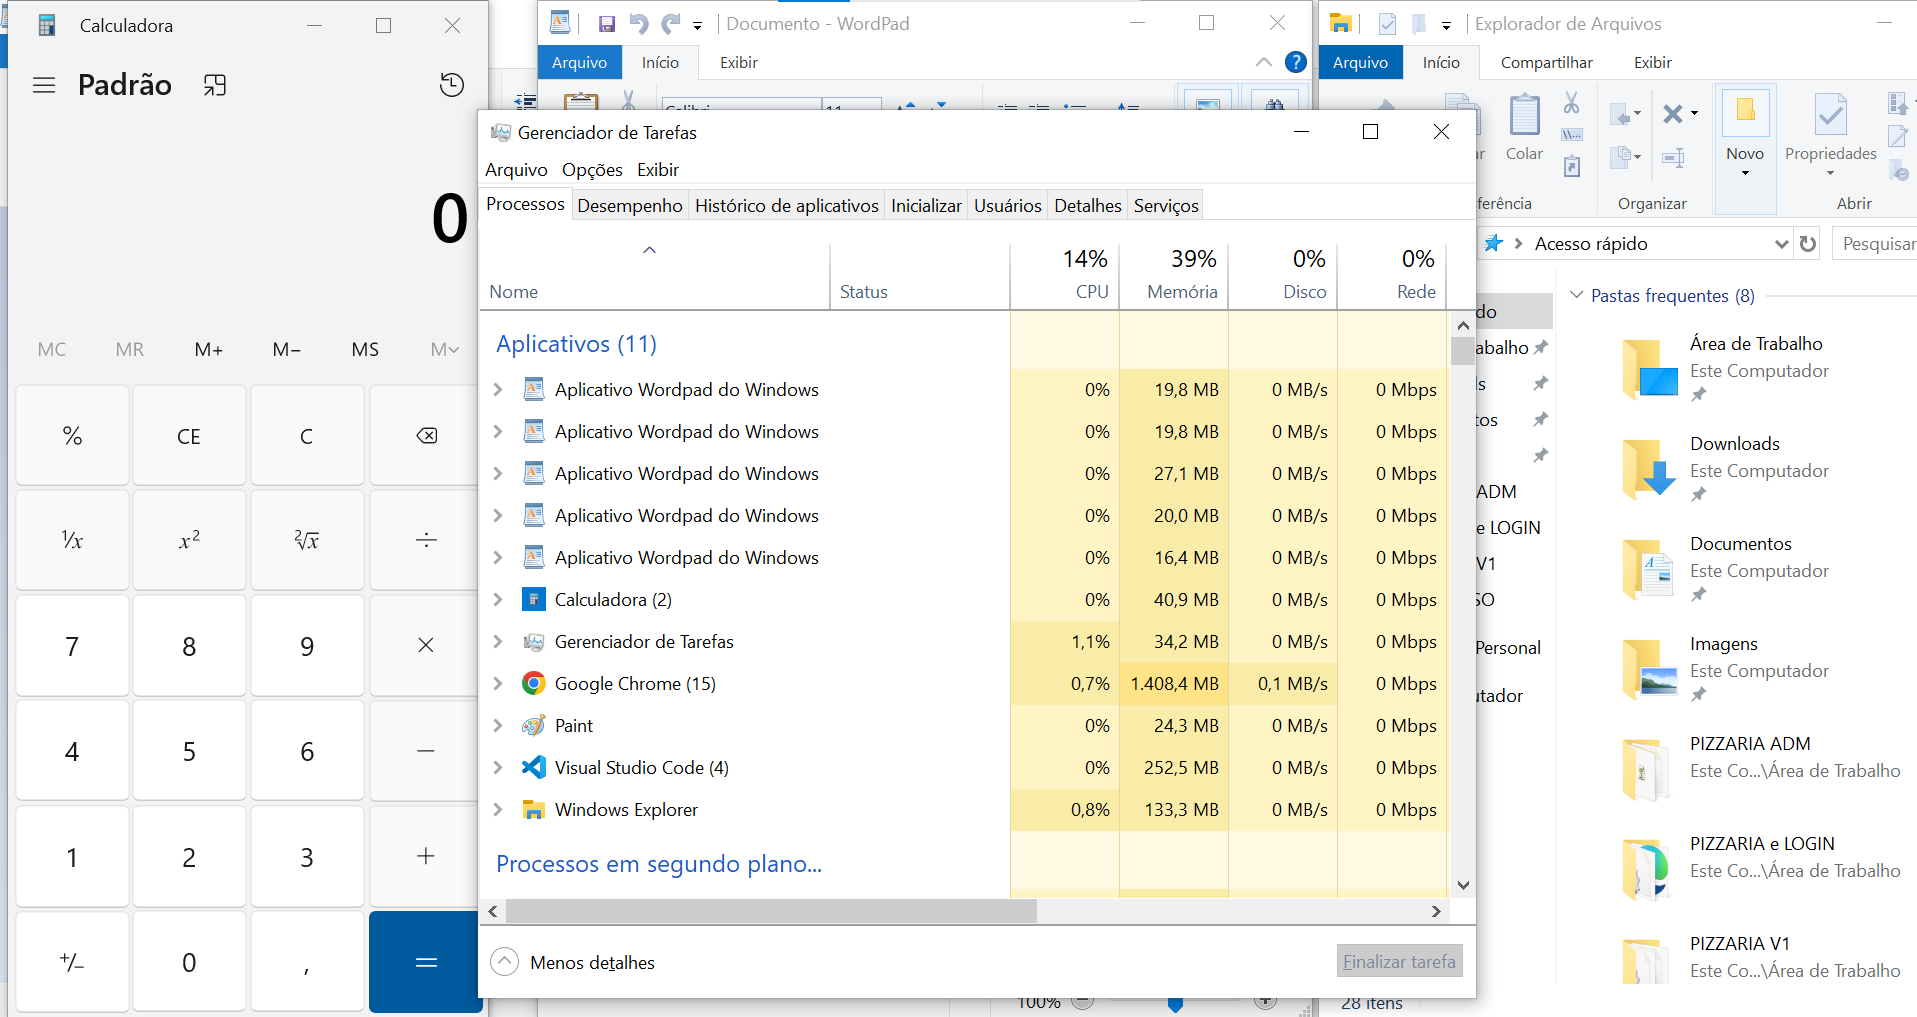 Calculadora
Padrão
0
MC MR M+ M− MS M
% CE C
¹⁄x x² ²√x ÷
7 8 9 ×
4 5 6 −
1 2 3 +
+/− 0 , =
Documento - WordPad
Arquivo Início Exibir
100%
Gerenciador de Tarefas
Arquivo Opções Exibir
Processos Desempenho Histórico de aplicativos Inicializar Usuários Detalhes Serviços
14% 39% 0% 0%
Nome Status CPU Memória Disco Rede
Aplicativos (11)
Aplicativo Wordpad do Windows 0% 19,8 MB 0 MB/s 0 Mbps
Aplicativo Wordpad do Windows 0% 19,8 MB 0 MB/s 0 Mbps
Aplicativo Wordpad do Windows 0% 27,1 MB 0 MB/s 0 Mbps
Aplicativo Wordpad do Windows 0% 20,0 MB 0 MB/s 0 Mbps
Aplicativo Wordpad do Windows 0% 16,4 MB 0 MB/s 0 Mbps
Calculadora (2) 0% 40,9 MB 0 MB/s 0 Mbps
Gerenciador de Tarefas 1,1% 34,2 MB 0 MB/s 0 Mbps
Google Chrome (15) 0,7% 1.408,4 MB 0,1 MB/s 0 Mbps
Paint 0% 24,3 MB 0 MB/s 0 Mbps
Visual Studio Code (4) 0% 252,5 MB 0 MB/s 0 Mbps
Windows Explorer 0,8% 133,3 MB 0 MB/s 0 Mbps
Processos em segundo plano...
Menos detalhes
Finalizar tarefa
Explorador de Arquivos
Arquivo Início Compartilhar Exibir
Colar Novo Propriedades
ferência Organizar Abrir
Acesso rápido
Pesquisar
do
abalho
ls
tos
ADM
e LOGIN
V1
SO
Personal
utador
Pastas frequentes (8)
Área de Trabalho
Este Computador
Downloads
Este Computador
Documentos
Este Computador
Imagens
Este Computador
PIZZARIA ADM
Este Co...\Área de Trabalho
PIZZARIA e LOGIN
Este Co...\Área de Trabalho
PIZZARIA V1
Este Co...\Área de Trabalho
28 itens